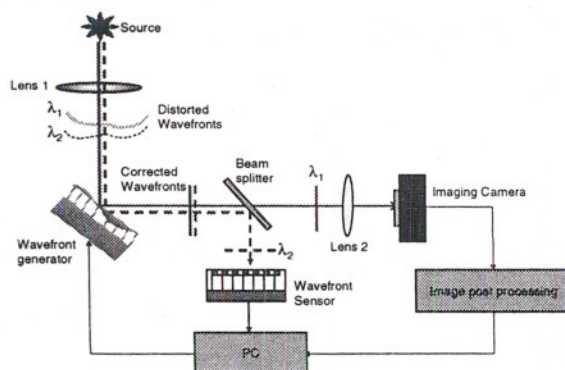 Source
Lens 1
λ1
Distorted
Wavefronts
λ2
Beam
splitter
Corrected
Wavefronts
λ1
Imaging Camera
Lens 2
λ2
Wavefront
generator
Wavefront
Sensor
Image post processing
PC